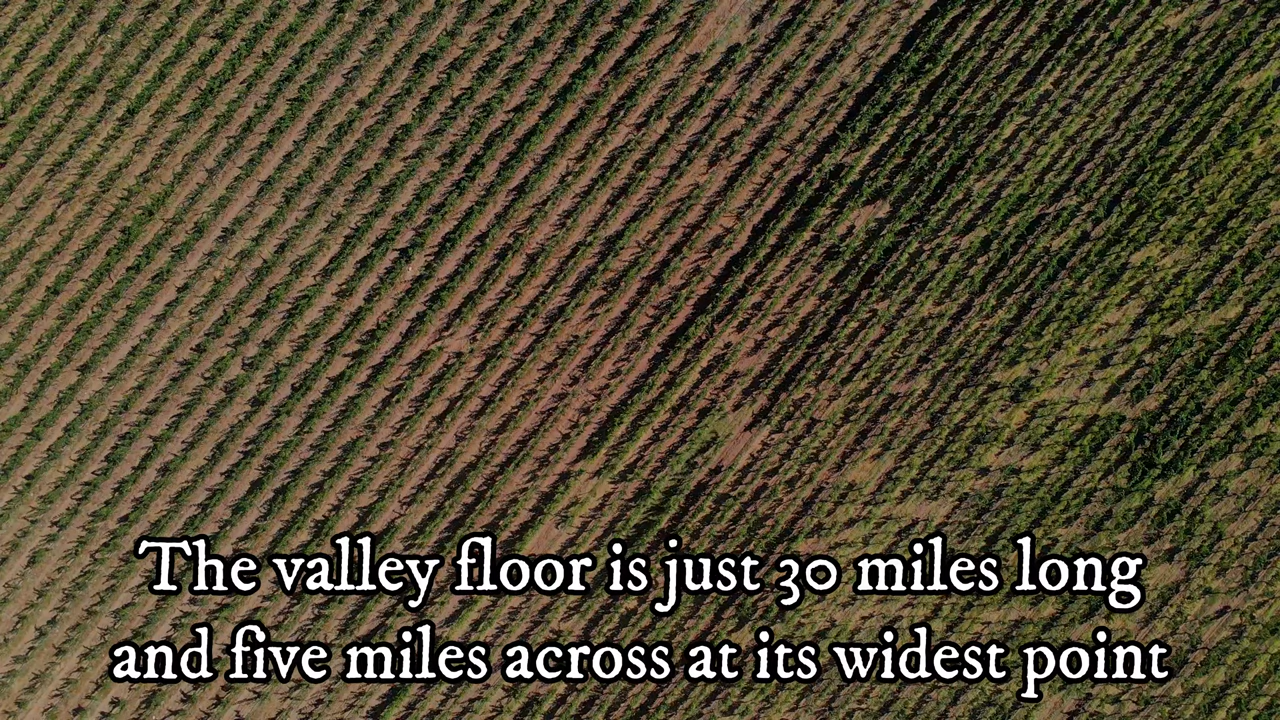 The valley floor is just 30 miles long
and five miles across at its widest point